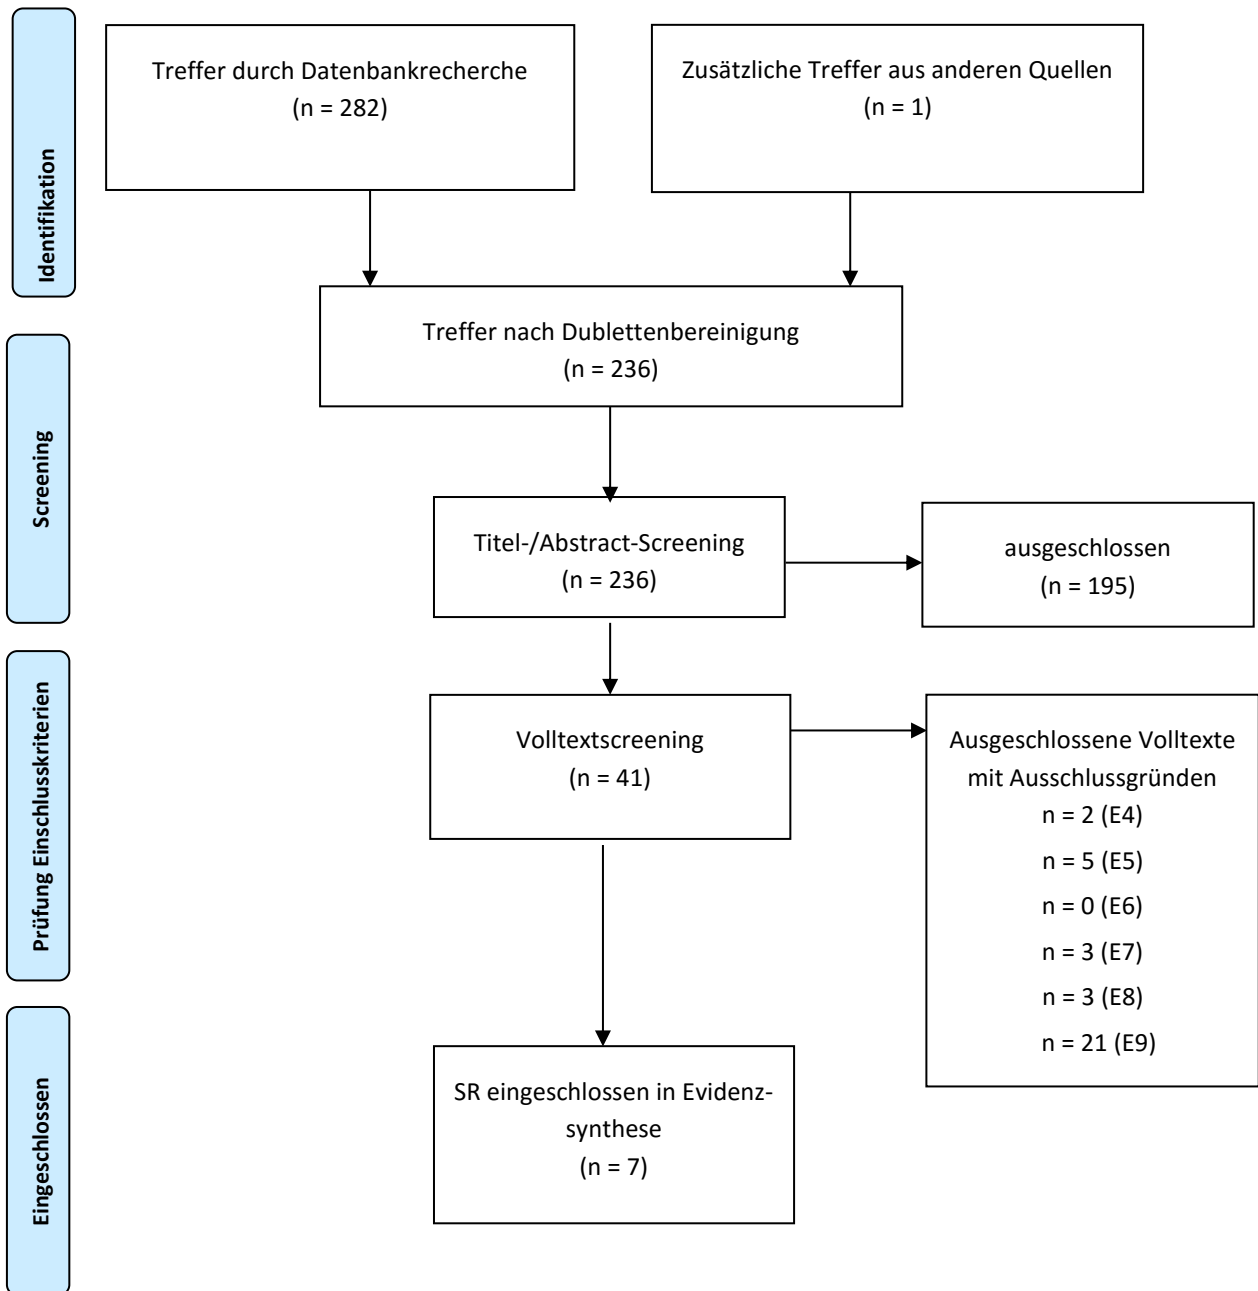 Identifikation
Treffer durch Datenbankrecherche
(n = 282)
Zusätzliche Treffer aus anderen Quellen
(n = 1)
Treffer nach Dublettenbereinigung
(n = 236)
Screening
Titel-/Abstract-Screening
(n = 236)
ausgeschlossen
(n = 195)
Prüfung Einschlusskriterien
Volltextscreening
(n = 41)
Ausgeschlossene Volltexte
mit Ausschlussgründen
n = 2 (E4)
n = 5 (E5)
n = 0 (E6)
n = 3 (E7)
n = 3 (E8)
n = 21 (E9)
Eingeschlossen
SR eingeschlossen in Evidenz-
synthese
(n = 7)